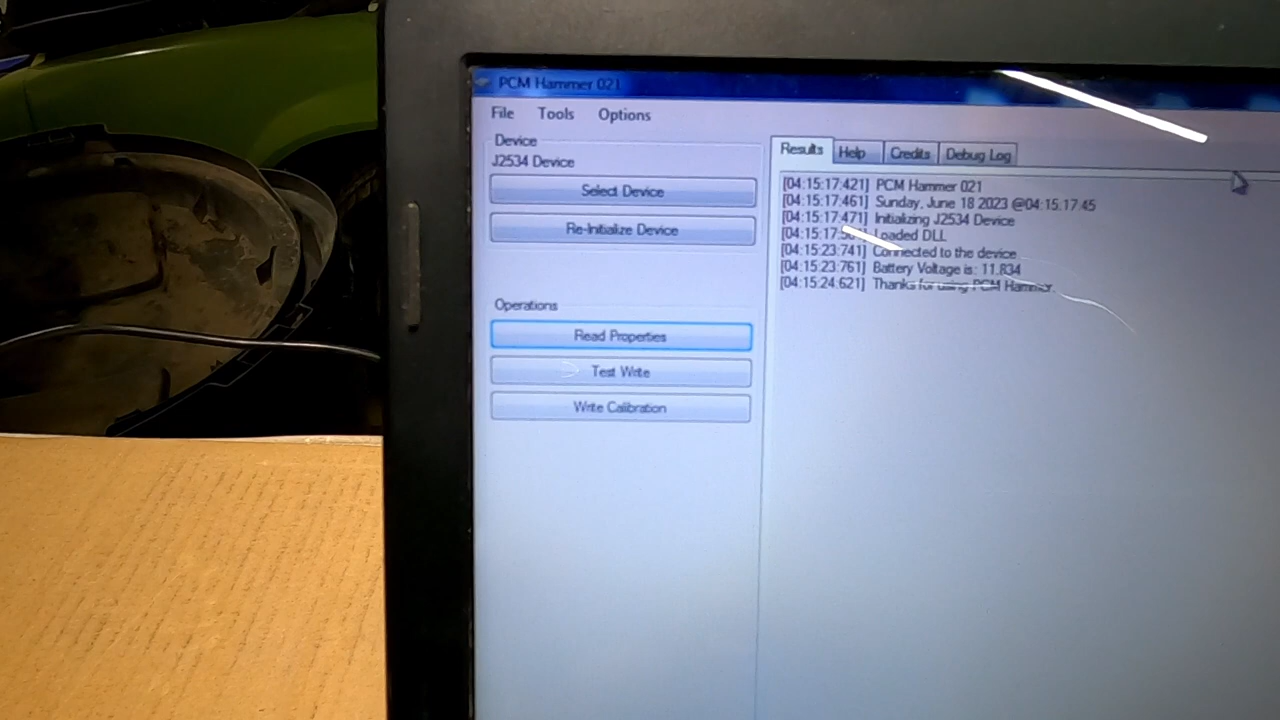 PCM Hammer 021
File Tools Options
Device
J2534 Device
Select Device
Re-Initialize Device
Operations
Read Properties
Test Write
Write Calibration
Results Help Credits Debug Log
[04:15:17:421] PCM Hammer 021
[04:15:17:461] Sunday, June 18 2023 @04:15:17:45
[04:15:17:471] Initializing J2534 Device
Loaded DLL
[04:15:23:741] Connected to the device
[04:15:23:761] Battery Voltage is: 11.834
[04:15:24:621] Thanks for using PCM Hammer.